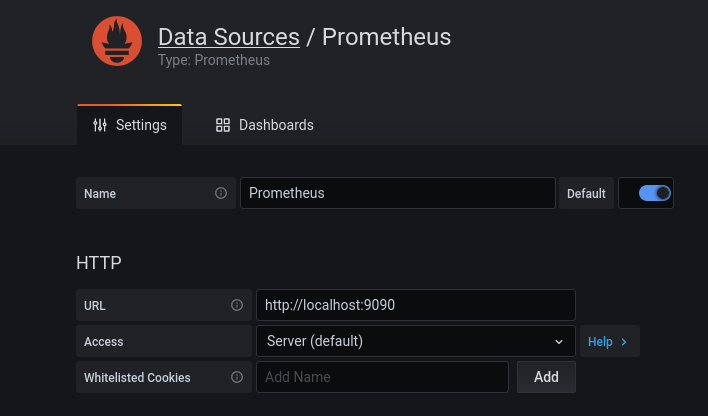 Data Sources / Prometheus
Type: Prometheus
Settings Dashboards
Name Prometheus Default
HTTP
URL http://localhost:9090
Access Server (default) Help
Whitelisted Cookies Add Name Add